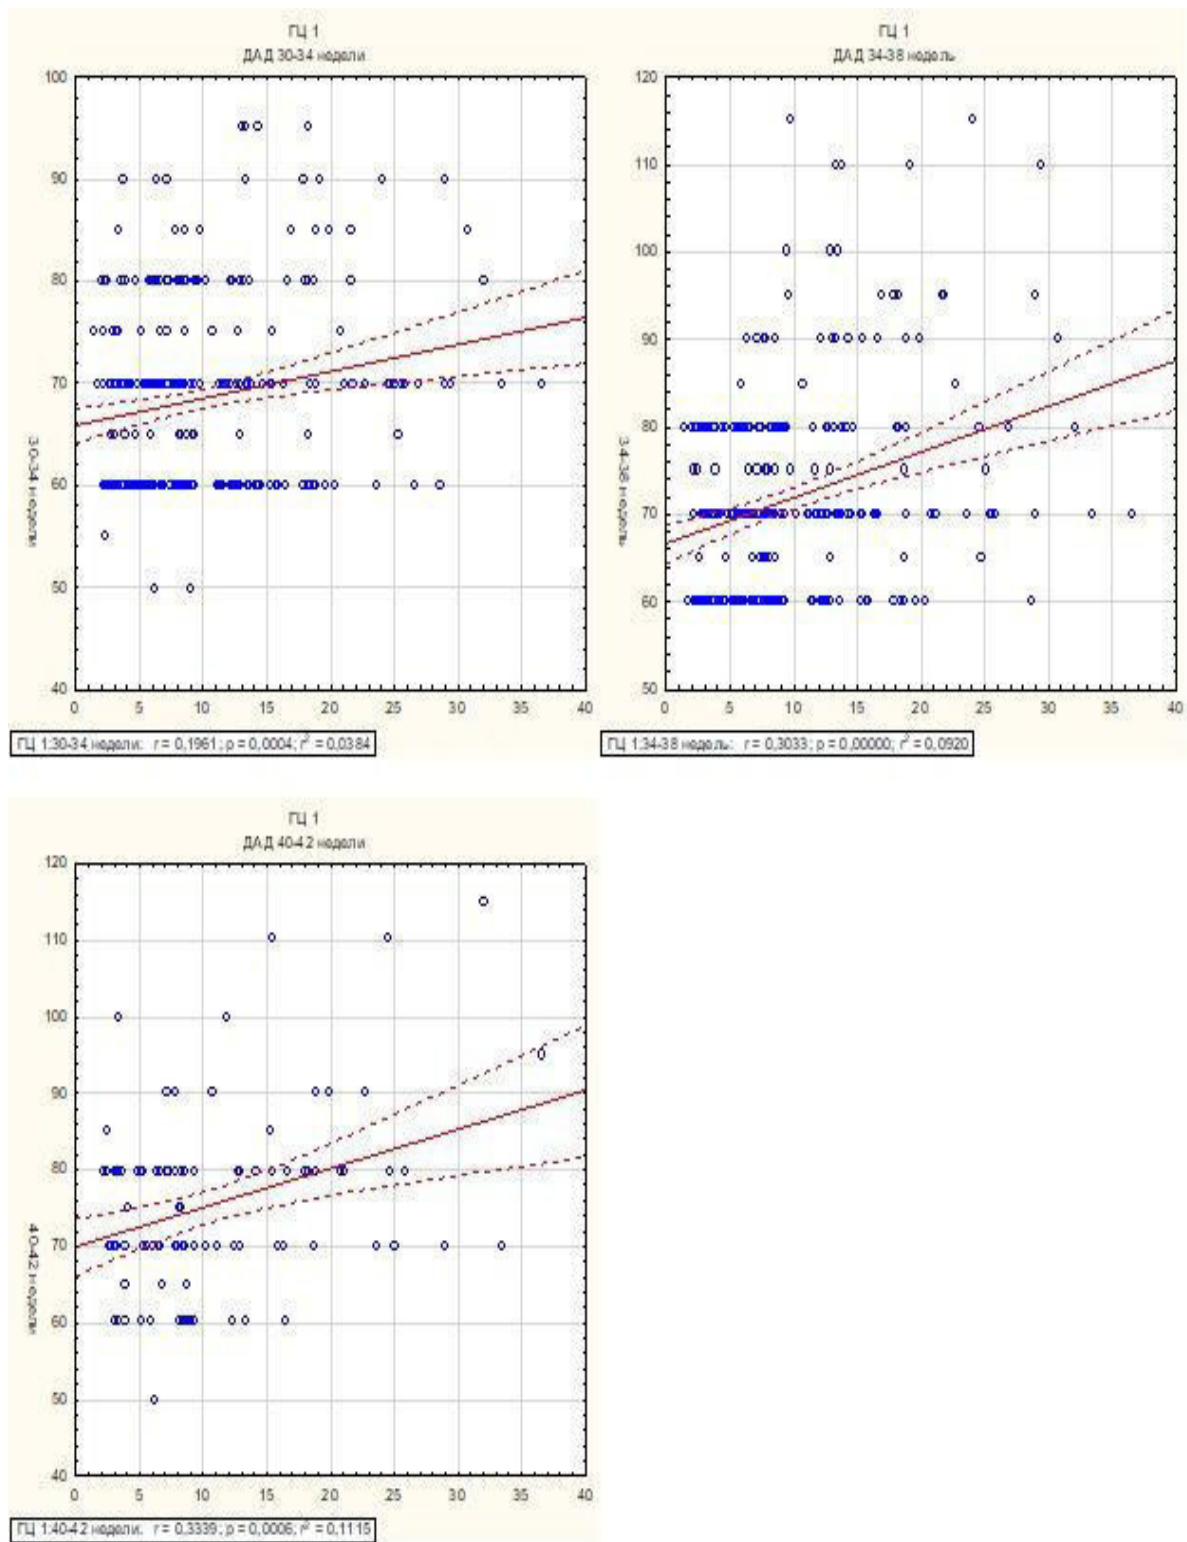 ГЦ 1
ДАД 30-34 недели
100
90
80
70
60
50
40
30-34 недели
0 5 10 15 20 25 30 35 40
ГЦ 1:30-34 недели: r = 0,1961; p = 0,0004; r² = 0,0384
ГЦ 1
ДАД 34-38 недель
120
110
100
90
80
70
60
50
34-38 недель
0 5 10 15 20 25 30 35 40
ГЦ 1:34-38 недель: r = 0,3033; p = 0,00000; r² = 0,0920
ГЦ 1
ДАД 40-42 недели
120
110
100
90
80
70
60
50
40
40-42 недели
0 5 10 15 20 25 30 35 40
ГЦ 1:40-42 недели: r = 0,3339; p = 0,0006; r² = 0,1115